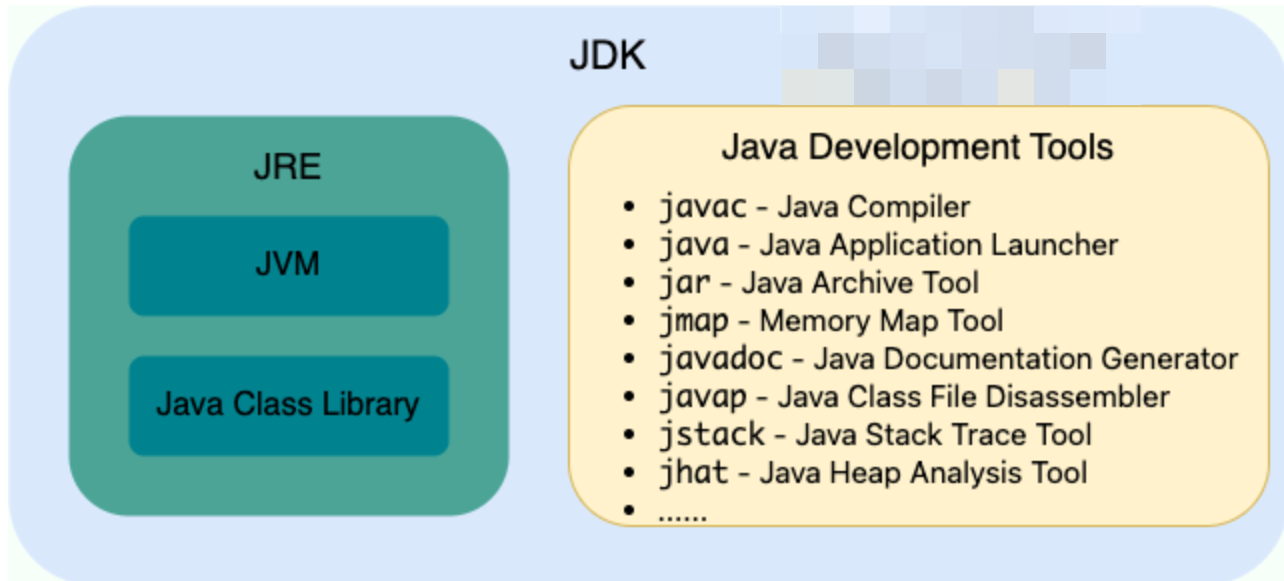 JDK
JRE
JVM
Java Class Library
Java Development Tools
• javac - Java Compiler
• java - Java Application Launcher
• jar - Java Archive Tool
• jmap - Memory Map Tool
• javadoc - Java Documentation Generator
• javap - Java Class File Disassembler
• jstack - Java Stack Trace Tool
• jhat - Java Heap Analysis Tool
• ......